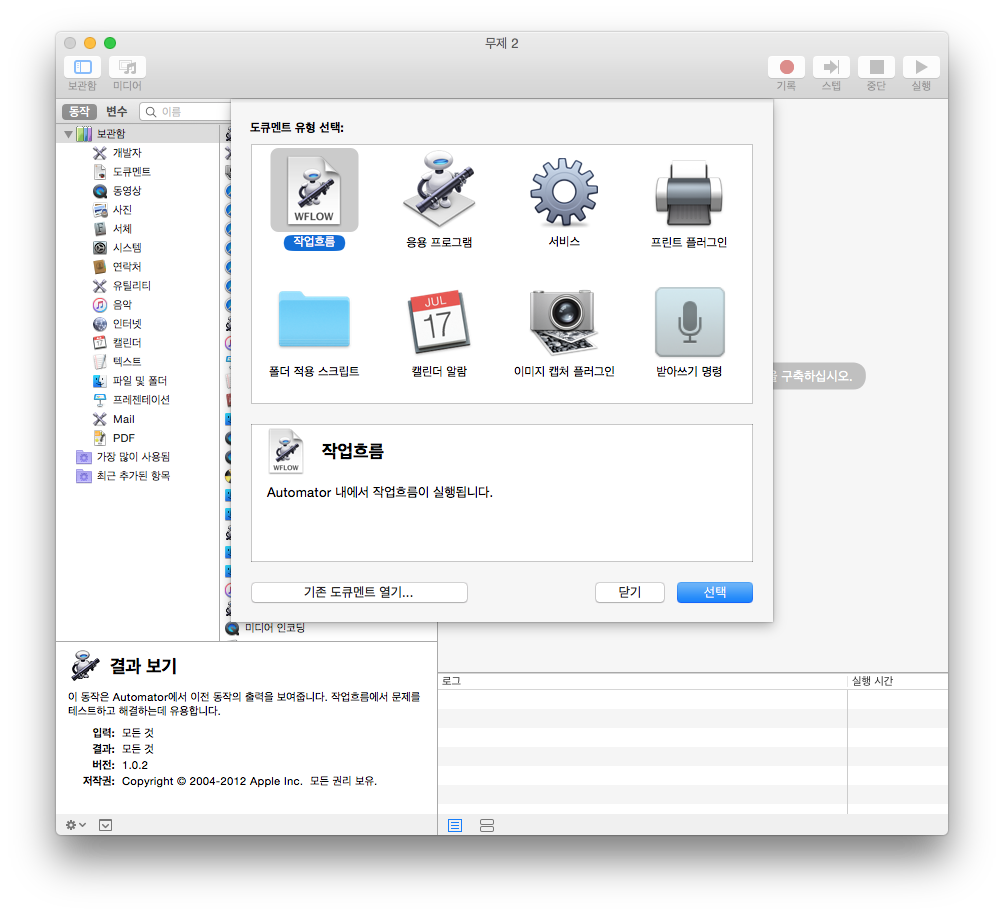 무제 2
보관함
미디어
기록
스텝
중단
실행
동작
변수
이름
보관함
개발자
도큐멘트
동영상
사진
서체
시스템
연락처
유틸리티
음악
인터넷
캘린더
텍스트
파일 및 폴더
프레젠테이션
Mail
PDF
가장 많이 사용됨
최근 추가된 항목
도큐멘트 유형 선택:
WFLOW
작업흐름
응용 프로그램
서비스
프린트 플러그인
폴더 적용 스크립트
JUL
17
캘린더 알람
이미지 캡처 플러그인
받아쓰기 명령
구축하십시오.
WFLOW
작업흐름
Automator 내에서 작업흐름이 실행됩니다.
기존 도큐멘트 열기...
닫기
선택
미디어 인코딩
결과 보기
이 동작은 Automator에서 이전 동작의 출력을 보여줍니다. 작업흐름에서 문제를
테스트하고 해결하는데 유용합니다.
입력: 모든 것
결과: 모든 것
버전: 1.0.2
저작권: Copyright © 2004-2012 Apple Inc. 모든 권리 보유.
로그
실행 시간